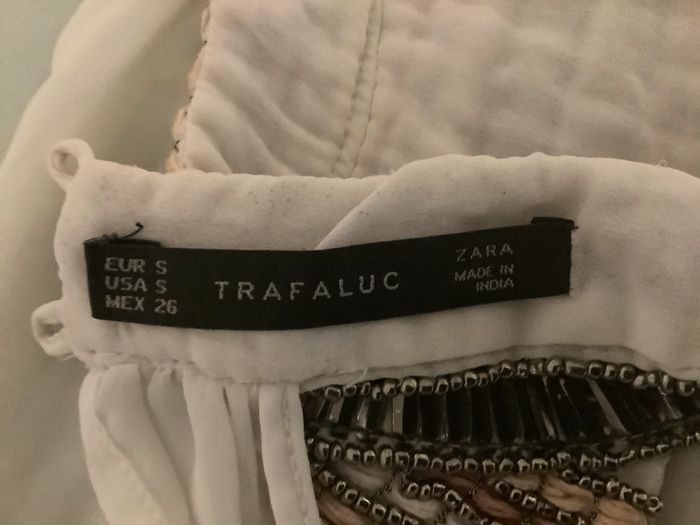 EUR S
USA S
MEX 26
TRAFALUC
ZARA
MADE IN
INDIA